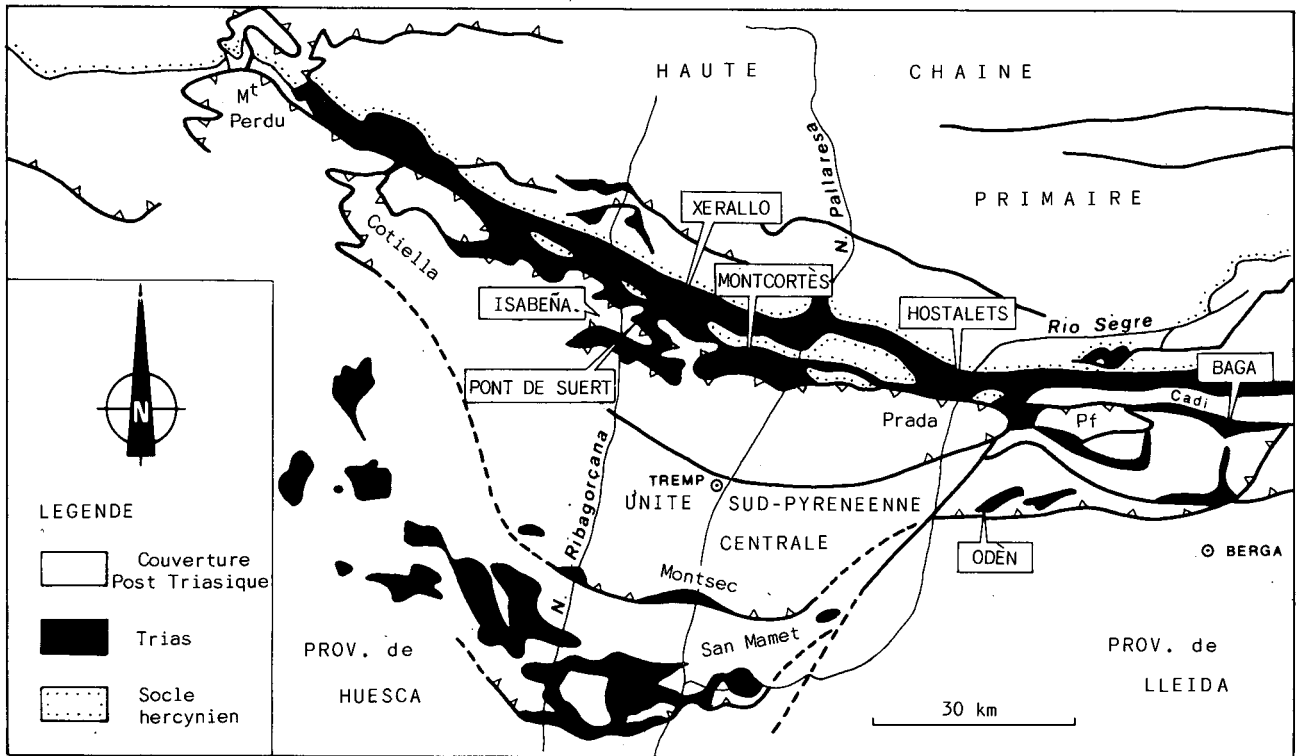 HAUTE
CHAINE
PRIMAIRE
Mt
Perdu
N. Pallaresa
XERALLO
Cotiella
MONTCORTÈS
ISABEÑA.
HOSTALETS
Rio Segre
BAGA
PONT DE SUERT
Cadi
Prada
Pf
N
TREMP
UNITE SUD-PYRENEENNE
CENTRALE
N. Ribagorçana
ODÈN
BERGA
Montsec
San Mamet
LEGENDE
Couverture
Post Triasique
Trias
Socle
hercynien
PROV. de
HUESCA
PROV. de
LLEIDA
30 km